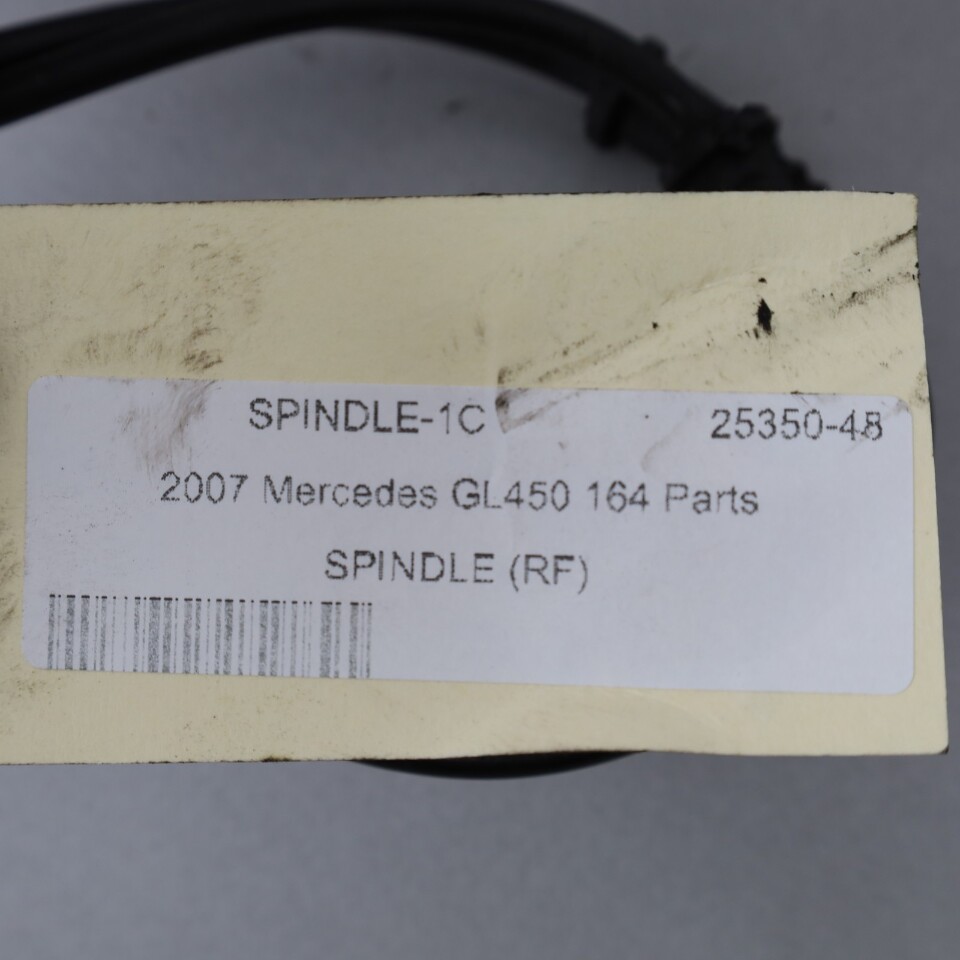 SPINDLE-1C 25350-48
2007 Mercedes GL450 164 Parts
SPINDLE (RF)